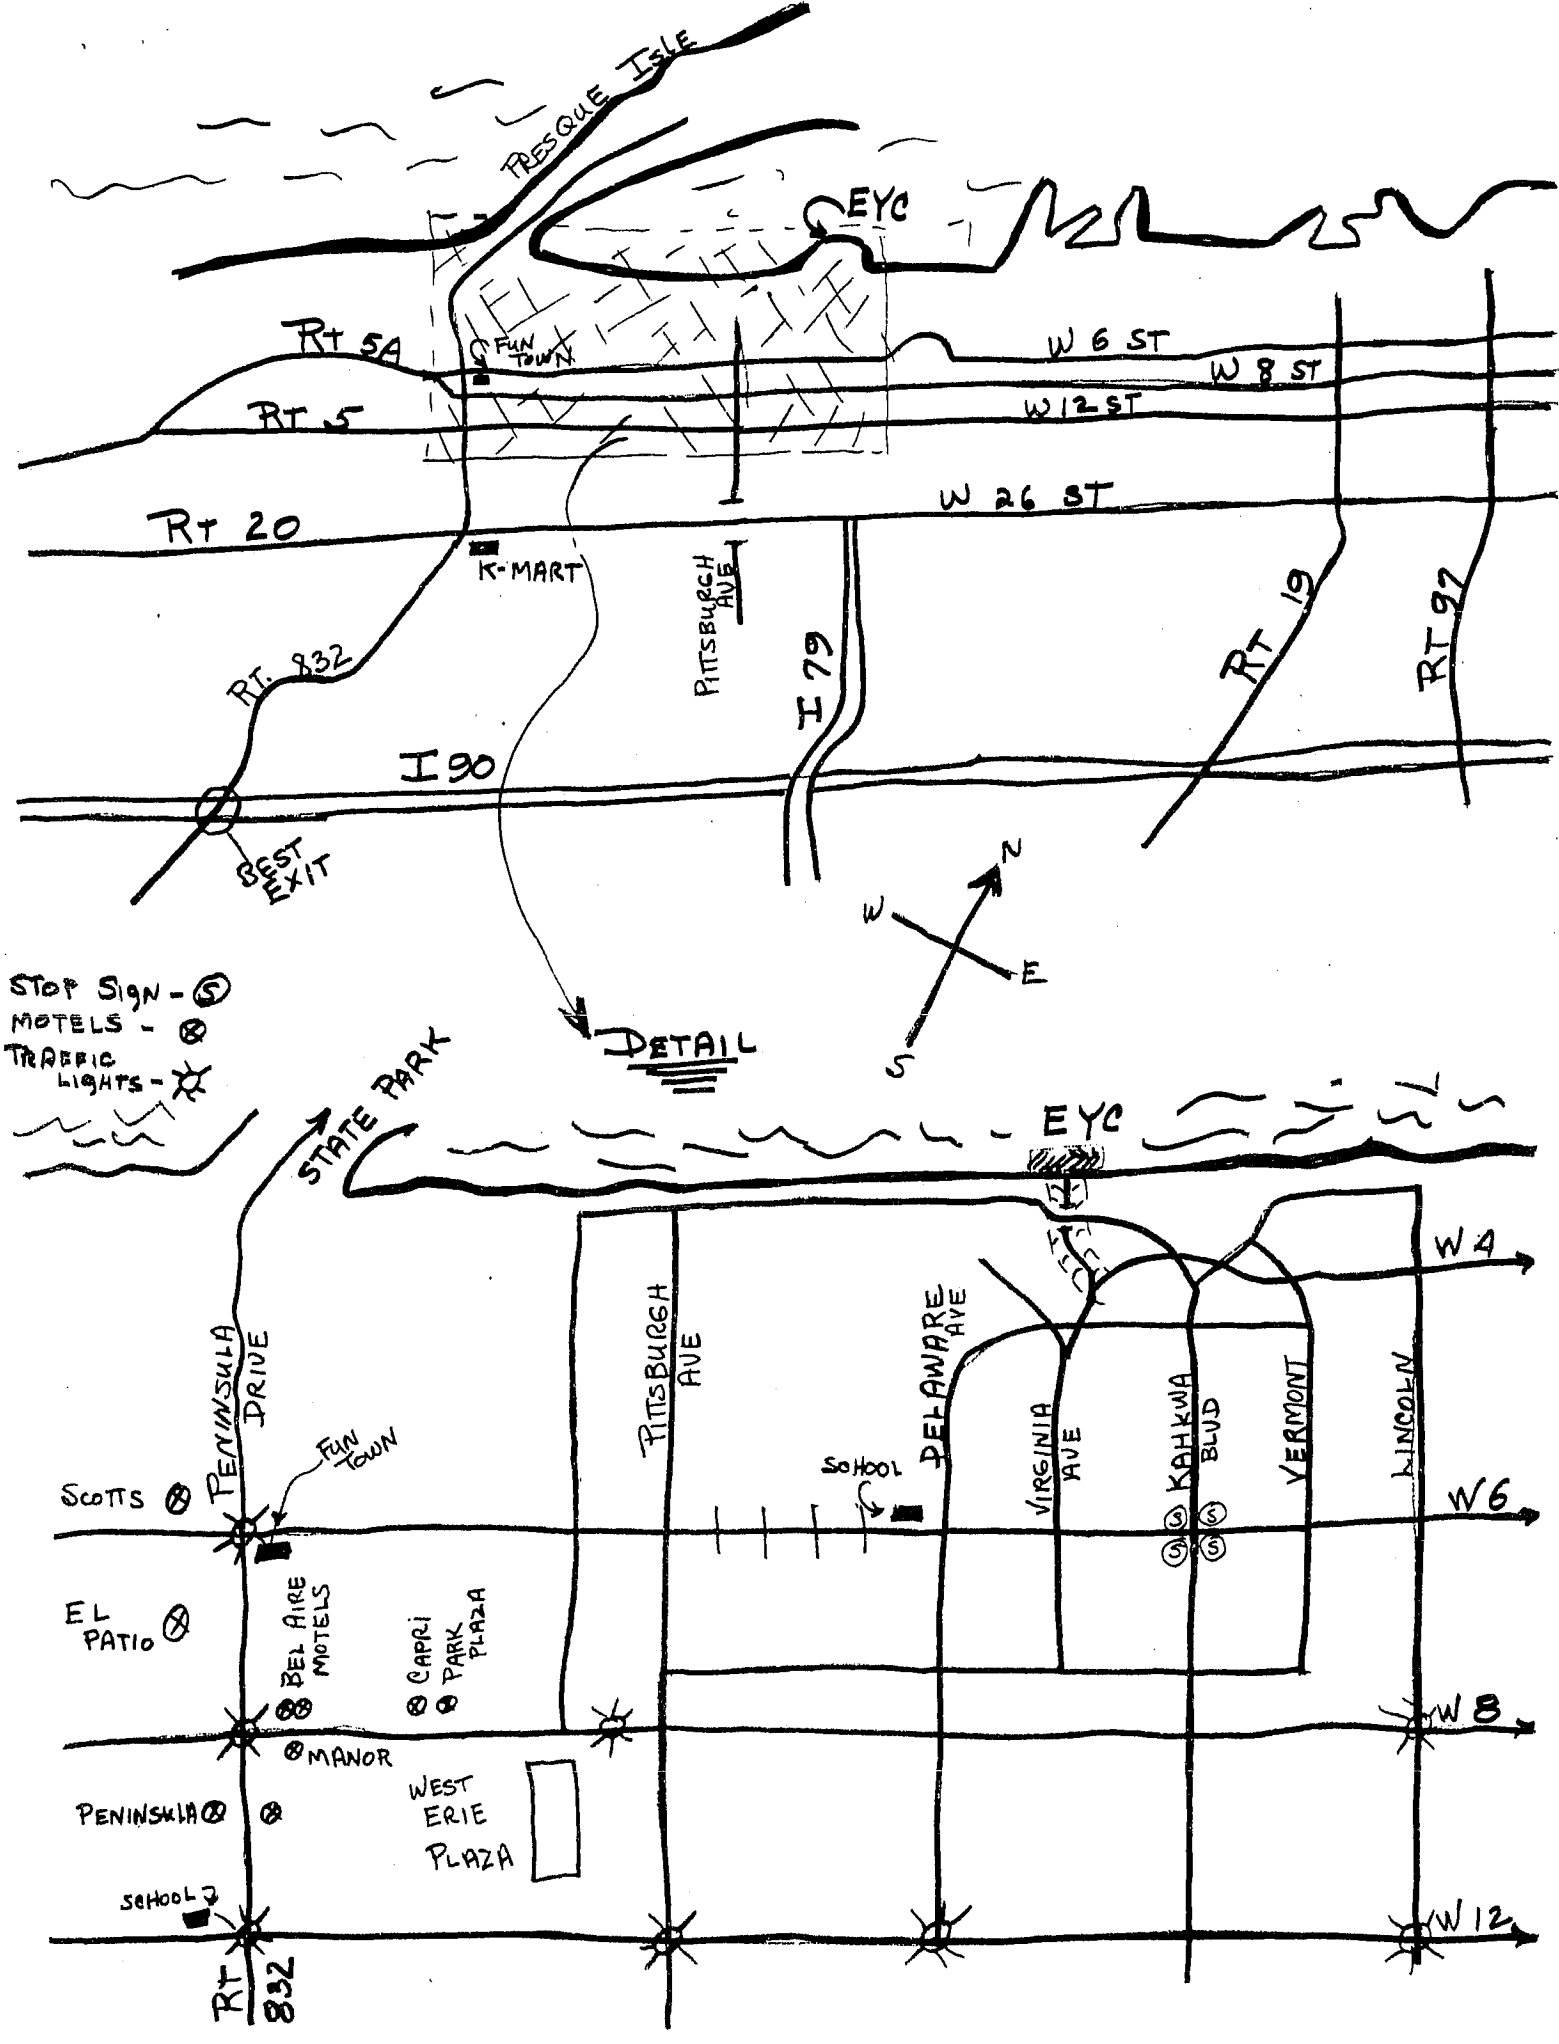 PRESQUE ISLE
EYC
RT 5A
FUN
TOWN
W 6 ST
W 8 ST
RT 5
W 12 ST
W 26 ST
RT 20
K-MART
PITTSBURGH
AVE
RT 19
RT 97
RT. 832
I 79
I 90
BEST
EXIT
N
W
E
S
STOP SIGN - S
MOTELS -
TRAFFIC
LIGHTS -
DETAIL
STATE PARK
EYC
W 4
PENINSULA
DRIVE
PITTSBURGH
AVE
DELAWARE
AVE
VIRGINIA
AVE
KAHKWA
BLVD
VERMONT
LINCOLN
FUN
TOWN
SCHOOL
SCOTTS
W 6
S S
S S
EL
PATIO
BEL AIRE
MOTELS
CAPRI
PARK
PLAZA
W 8
MANOR
PENINSULA
WEST
ERIE
PLAZA
SCHOOL
W 12
RT
832